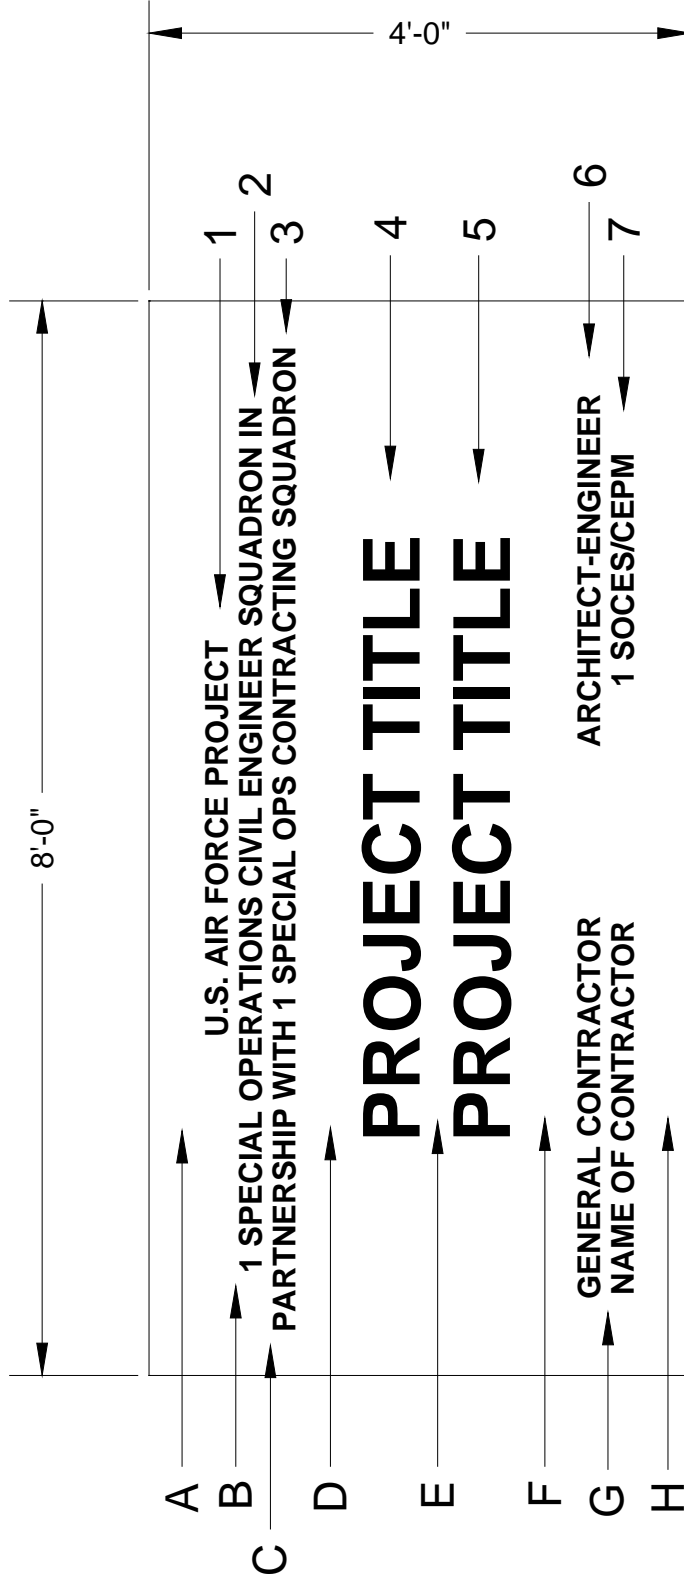 8'-0"
4'-0"
A
1
U.S. AIR FORCE PROJECT
B
2
1 SPECIAL OPERATIONS CIVIL ENGINEER SQUADRON IN
C
3
PARTNERSHIP WITH 1 SPECIAL OPS CONTRACTING SQUADRON
D
4
PROJECT TITLE
E
5
PROJECT TITLE
F
6
GENERAL CONTRACTOR ARCHITECT-ENGINEER
G
7
NAME OF CONTRACTOR 1 SOCES/CEPM
H